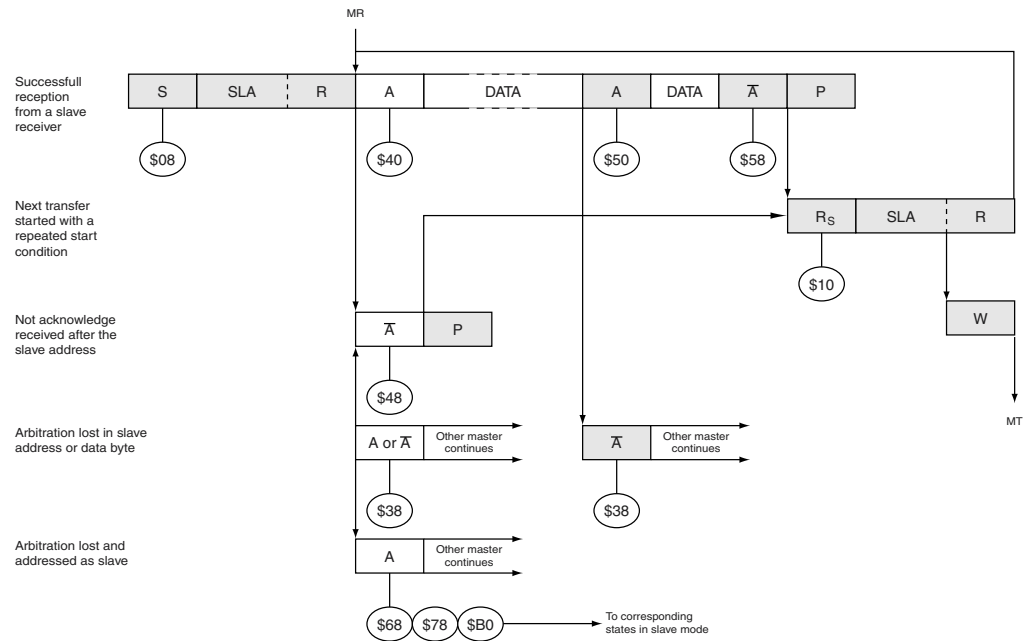 MR
Successfull
reception
from a slave
receiver
S SLA R A DATA A DATA A̅ P
$08 $40 $50 $58
Next transfer
started with a
repeated start
condition
RS SLA R
$10
Not acknowledge
received after the
slave address
A̅ P
W
$48
MT
Arbitration lost in slave
address or data byte
A or A̅
Other master
continues
A̅
Other master
continues
$38 $38
Arbitration lost and
addressed as slave
A
Other master
continues
$68 $78 $B0
To corresponding
states in slave mode